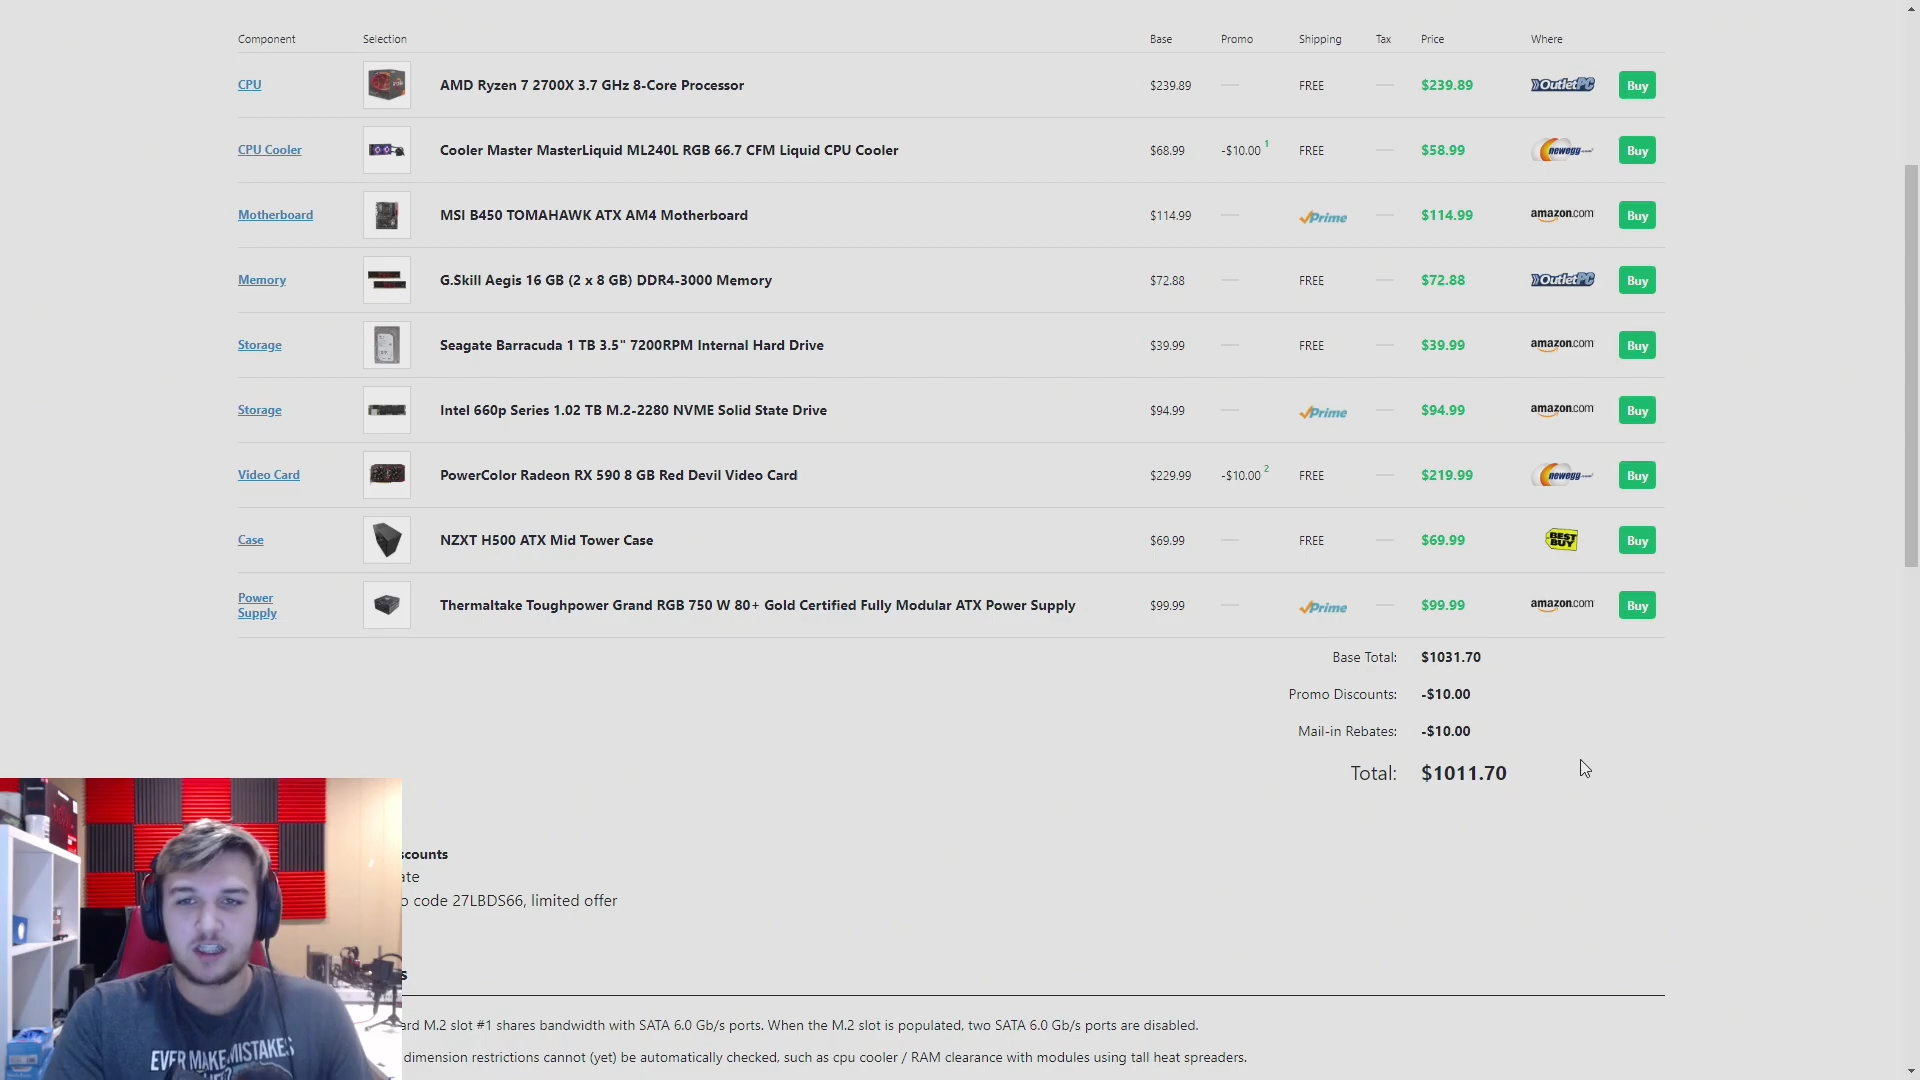 Component Selection Base Promo Shipping Tax Price Where
CPU AMD Ryzen 7 2700X 3.7 GHz 8-Core Processor $239.89 — FREE — $239.89 OutletPC Buy
CPU Cooler Cooler Master MasterLiquid ML240L RGB 66.7 CFM Liquid CPU Cooler $68.99 -$10.00 1 FREE — $58.99 newegg Buy
Motherboard MSI B450 TOMAHAWK ATX AM4 Motherboard $114.99 — Prime — $114.99 amazon.com Buy
Memory G.Skill Aegis 16 GB (2 x 8 GB) DDR4-3000 Memory $72.88 — FREE — $72.88 OutletPC Buy
Storage Seagate Barracuda 1 TB 3.5" 7200RPM Internal Hard Drive $39.99 — FREE — $39.99 amazon.com Buy
Storage Intel 660p Series 1.02 TB M.2-2280 NVME Solid State Drive $94.99 — Prime — $94.99 amazon.com Buy
Video Card PowerColor Radeon RX 590 8 GB Red Devil Video Card $229.99 -$10.00 2 FREE — $219.99 newegg Buy
Case NZXT H500 ATX Mid Tower Case $69.99 — FREE — $69.99 BEST BUY Buy
Power Supply Thermaltake Toughpower Grand RGB 750 W 80+ Gold Certified Fully Modular ATX Power Supply $99.99 — Prime — $99.99 amazon.com Buy
Base Total: $1031.70
Promo Discounts: -$10.00
Mail-in Rebates: -$10.00
Total: $1011.70
scounts
ate
o code 27LBDS66, limited offer
s
ard M.2 slot #1 shares bandwidth with SATA 6.0 Gb/s ports. When the M.2 slot is populated, two SATA 6.0 Gb/s ports are disabled.
dimension restrictions cannot (yet) be automatically checked, such as cpu cooler / RAM clearance with modules using tall heat spreaders.
EVER MAKE MISTAKES